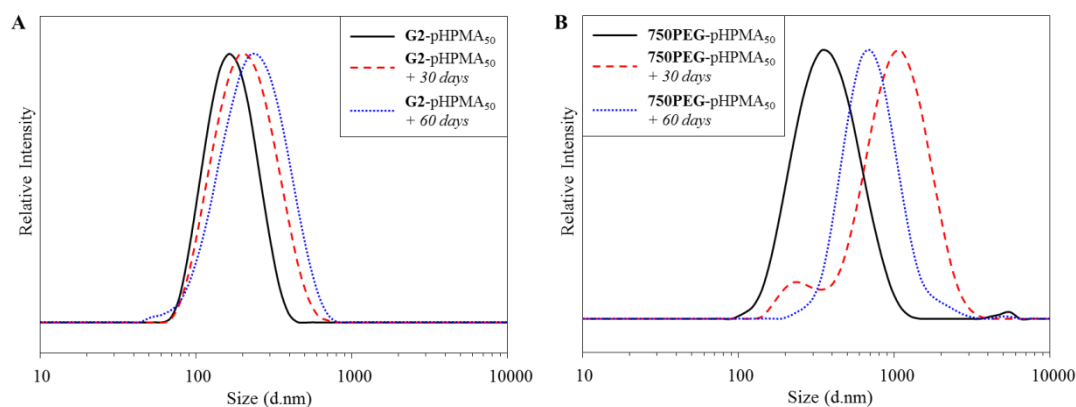 A
G2-pHPMA50
G2-pHPMA50
+ 30 days
G2-pHPMA50
+ 60 days
Relative Intensity
10
100
1000
10000
Size (d.nm)
B
750PEG-pHPMA50
750PEG-pHPMA50
+ 30 days
750PEG-pHPMA50
+ 60 days
Relative Intensity
10
100
1000
10000
Size (d.nm)